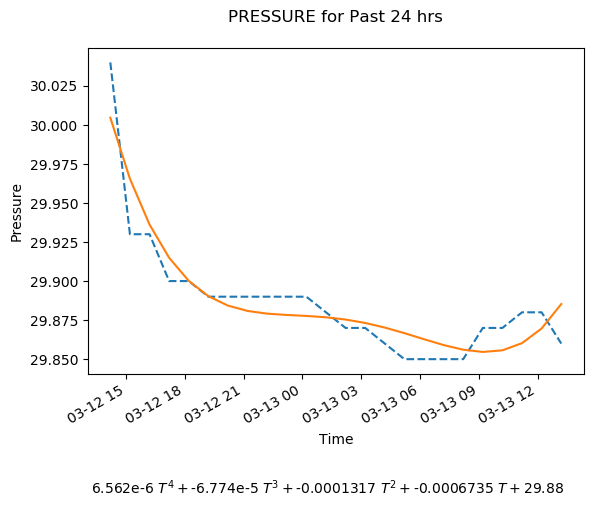 PRESSURE for Past 24 hrs
30.025
30.000
29.975
29.950
29.925
29.900
29.875
29.850
Pressure
03-12 15 03-12 18 03-12 21 03-13 00 03-13 03 03-13 06 03-13 09 03-13 12
Time
6.562e-6 T⁴ + -6.774e-5 T³ + -0.0001317 T² + -0.0006735 T + 29.88